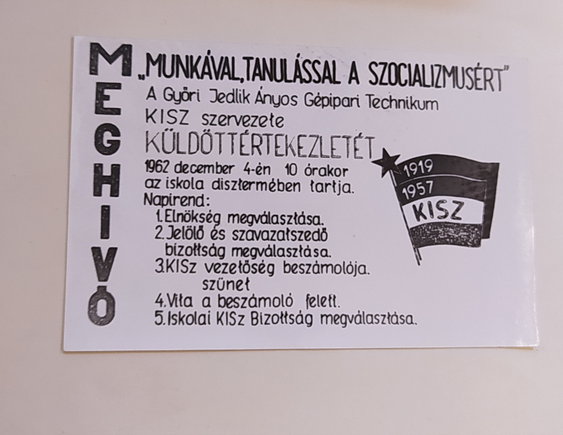 MEGHIVÓ
„MUNKÁVAL, TANULÁSSAL A SZOCIALIZMUSÉRT"
A Győri Jedlik Ányos Gépipari Technikum
KISZ szervezete
KÜLDÖTTÉRTEKEZLETÉT
1962 december 4-én 10 órakor
az iskola disztermében tartja.
Napirend:
1. Elnökség megválasztása.
2. Jelölő és szavazatszedő
bizottság megválasztása.
3. KISz vezetőség beszámolója.
szünet
4. Vita a beszámoló felett.
5. Iskolai KISz Bizottság megválasztása.
1919
1957
KISZ